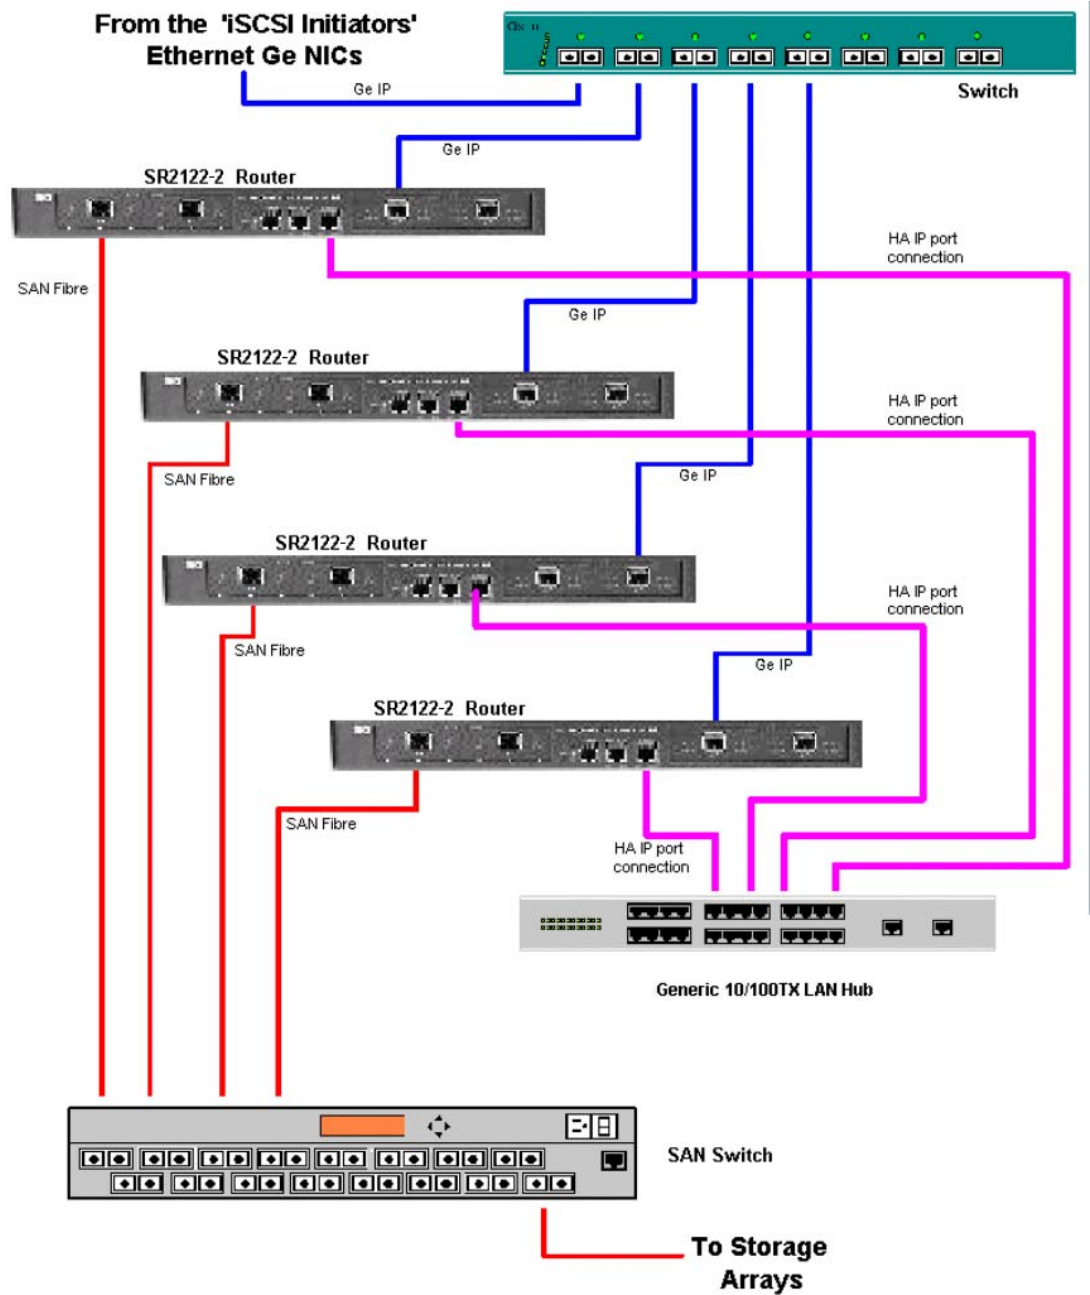 From the 'iSCSI Initiators'
Ethernet Ge NICs
Ge IP
Switch
Ge IP
SR2122-2 Router
HA IP port
connection
SAN Fibre
Ge IP
SR2122-2 Router
HA IP port
connection
SAN Fibre
Ge IP
SR2122-2 Router
HA IP port
connection
SAN Fibre
Ge IP
SR2122-2 Router
SAN Fibre
HA IP port
connection
Generic 10/100TX LAN Hub
SAN Switch
To Storage
Arrays